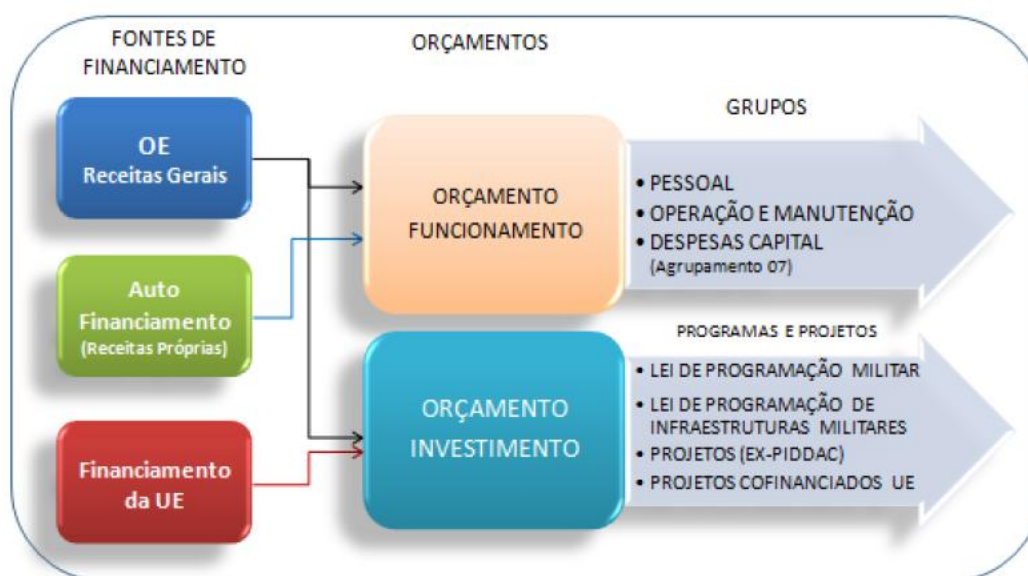 FONTES DE
FINANCIAMENTO
ORÇAMENTOS
OE
Receitas Gerais
Auto
Financiamento
(Receitas Próprias)
Financiamento
da UE
ORÇAMENTO
FUNCIONAMENTO
ORÇAMENTO
INVESTIMENTO
GRUPOS
• PESSOAL
• OPERAÇÃO E MANUTENÇÃO
• DESPESAS CAPITAL
(Agrupamento 07)
PROGRAMAS E PROJETOS
• LEI DE PROGRAMAÇÃO MILITAR
• LEI DE PROGRAMAÇÃO DE
INFRAESTRUTURAS MILITARES
• PROJETOS (EX-PIDDAC)
• PROJETOS COFINANCIADOS UE